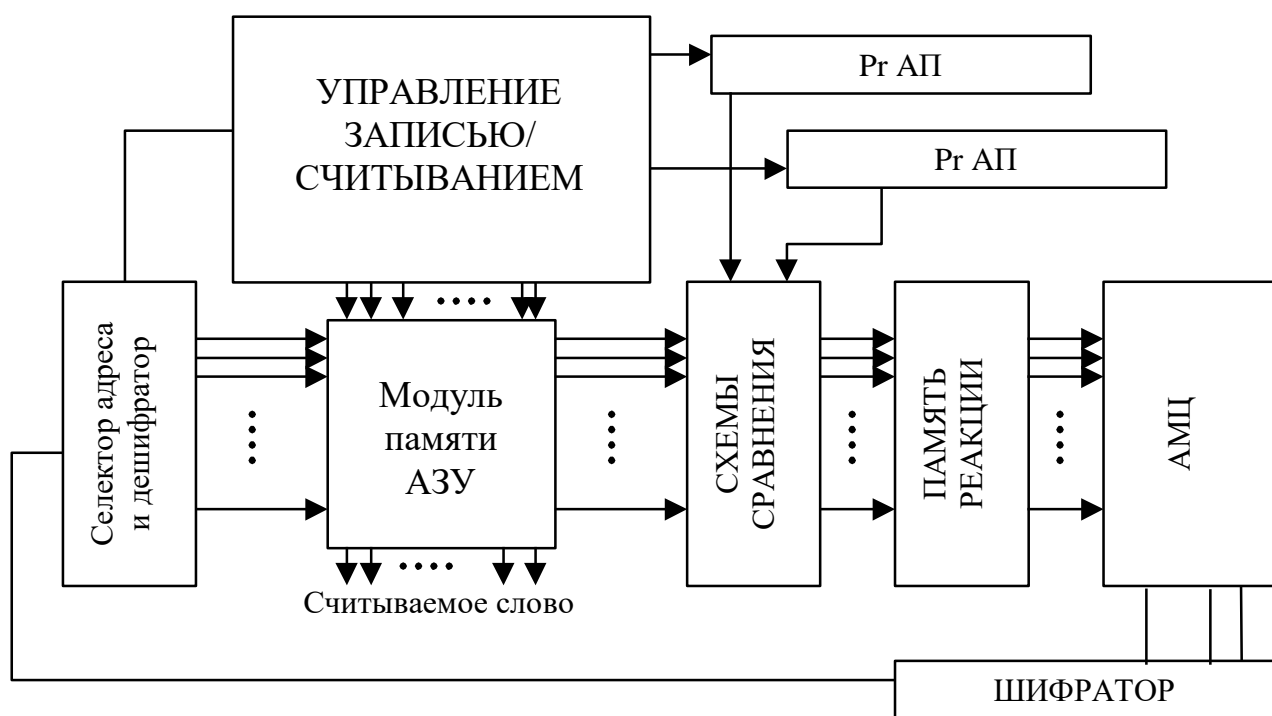 УПРАВЛЕНИЕ
ЗАПИСЬЮ/
СЧИТЫВАНИЕМ
Pr АП
Pr АП
Селектор адреса
и дешифратор
Модуль
памяти
АЗУ
СХЕМЫ
СРАВНЕНИЯ
ПАМЯТЬ
РЕАКЦИИ
АМЦ
Считываемое слово
ШИФРАТОР